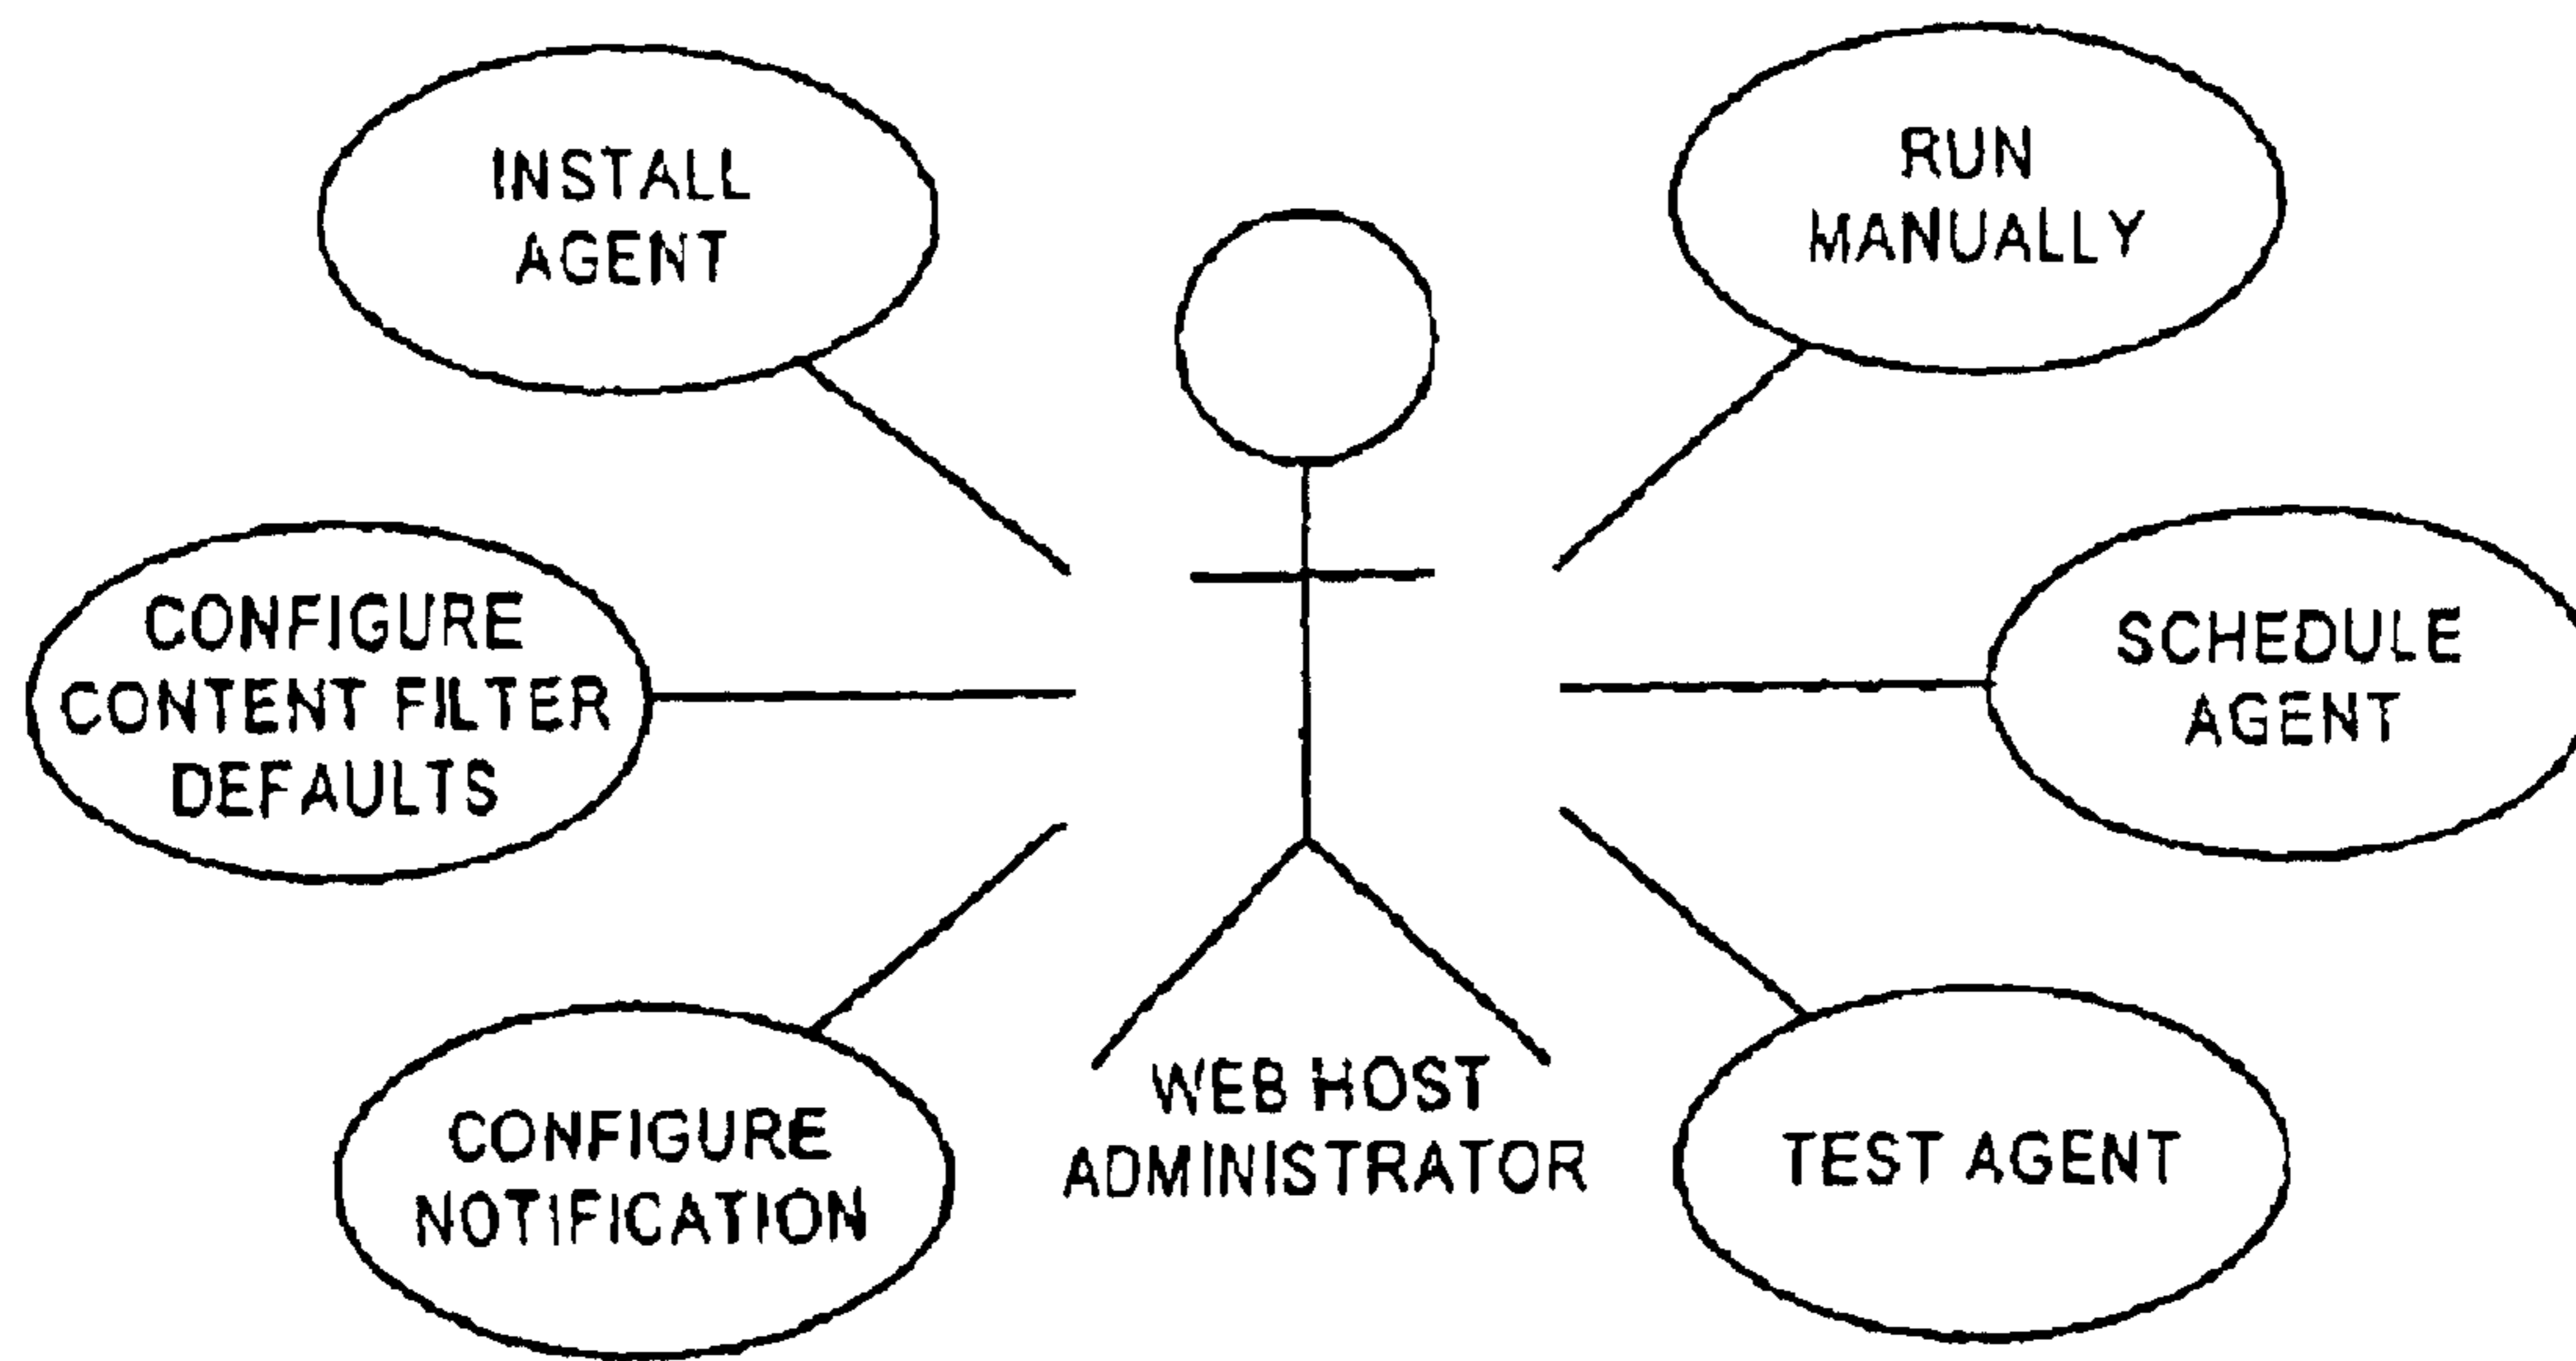 INSTALL
AGENT
RUN
MANUALLY
CONFIGURE
CONTENT FILTER
DEFAULTS
SCHEDULE
AGENT
CONFIGURE
NOTIFICATION
WEB HOST
ADMINISTRATOR
TEST AGENT